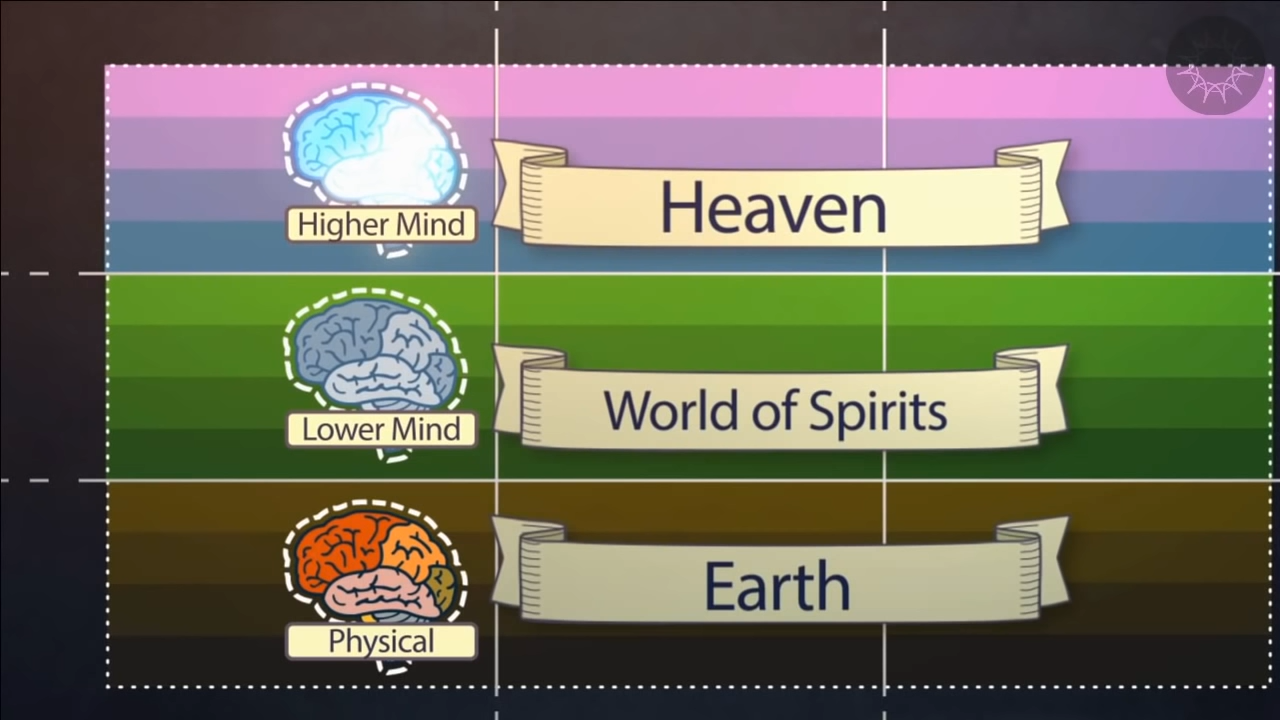 Higher Mind
Heaven
Lower Mind
World of Spirits
Physical
Earth